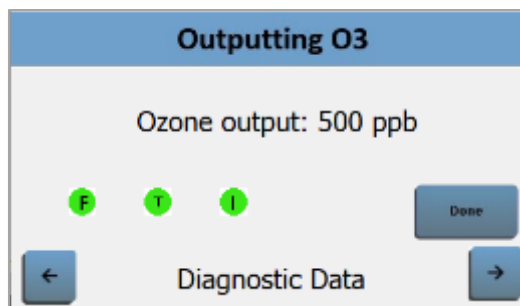 Outputting O3
Ozone output: 500 ppb
F T I
Done
← Diagnostic Data →